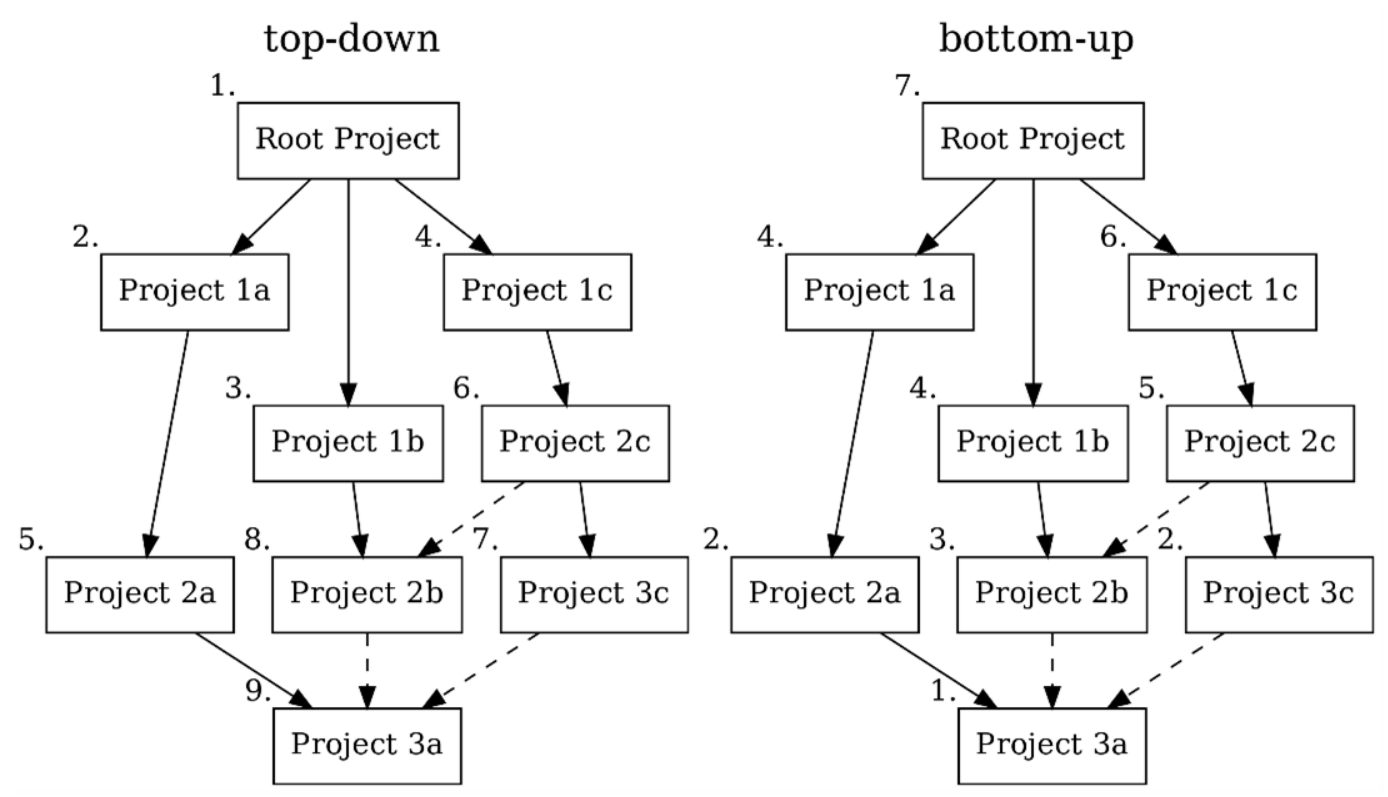 top-down
1.
Root Project
2.
Project 1a
4.
Project 1c
3.
Project 1b
6.
Project 2c
5.
Project 2a
8.
Project 2b
7.
Project 3c
9.
Project 3a
bottom-up
7.
Root Project
4.
Project 1a
6.
Project 1c
4.
Project 1b
5.
Project 2c
2.
Project 2a
3.
Project 2b
2.
Project 3c
1.
Project 3a